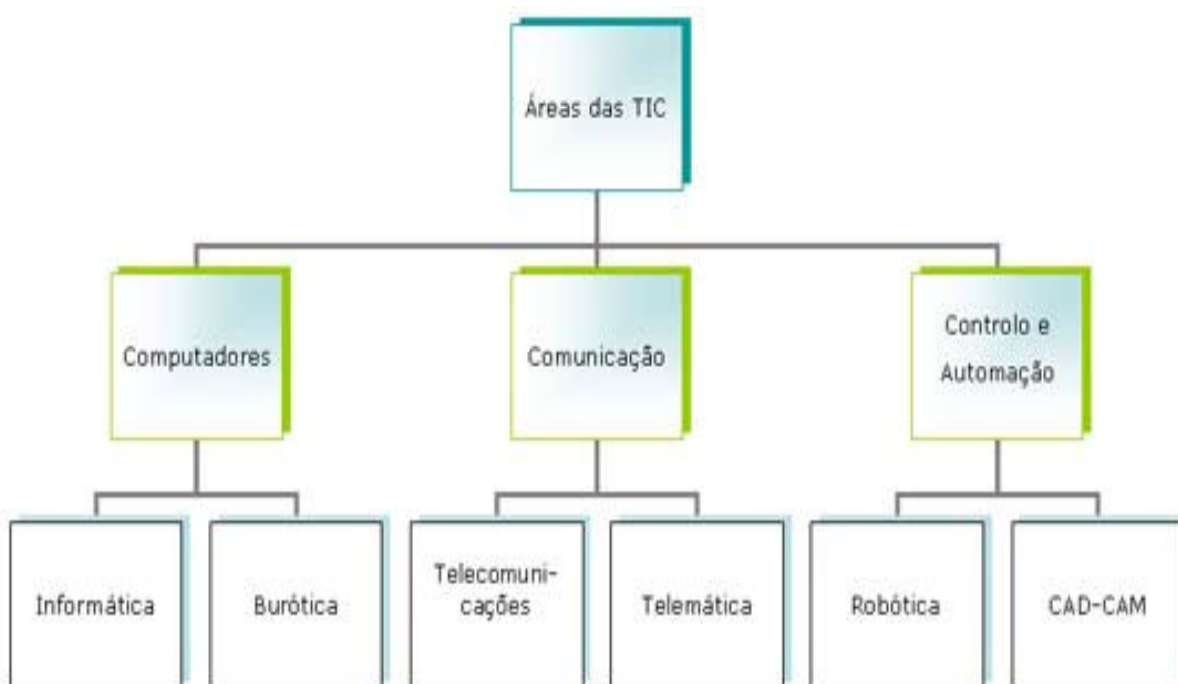 Áreas das TIC
Computadores
Comunicação
Controlo e
Automação
Informática
Burótica
Telecomuni-
cações
Telemática
Robótica
CAD-CAM